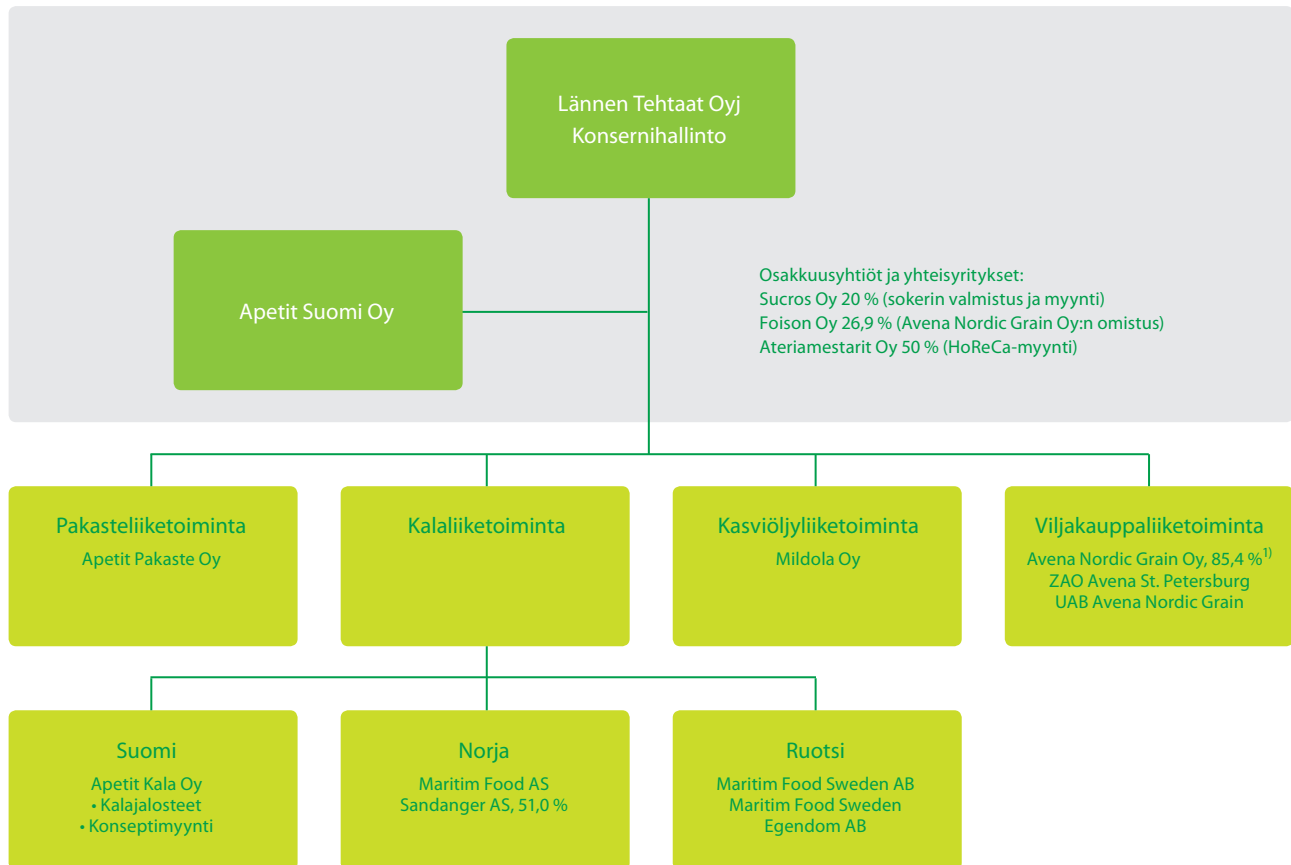 Lännen Tehtaat Oyj
Konsernihallinto
Apetit Suomi Oy
Osakkuusyhtiöt ja yhteisyritykset:
Sucros Oy 20 % (sokerin valmistus ja myynti)
Foison Oy 26,9 % (Avena Nordic Grain Oy:n omistus)
Ateriamestarit Oy 50 % (HoReCa-myynti)
Pakasteliiketoiminta
Apetit Pakaste Oy
Kalaliiketoiminta
Kasviöljyliiketoiminta
Mildola Oy
Viljakauppaliiketoiminta
Avena Nordic Grain Oy, 85,4 %1)
ZAO Avena St. Petersburg
UAB Avena Nordic Grain
Suomi
Apetit Kala Oy
• Kalajalosteet
• Konseptimyynti
Norja
Maritim Food AS
Sandanger AS, 51,0 %
Ruotsi
Maritim Food Sweden AB
Maritim Food Sweden
Egendom AB